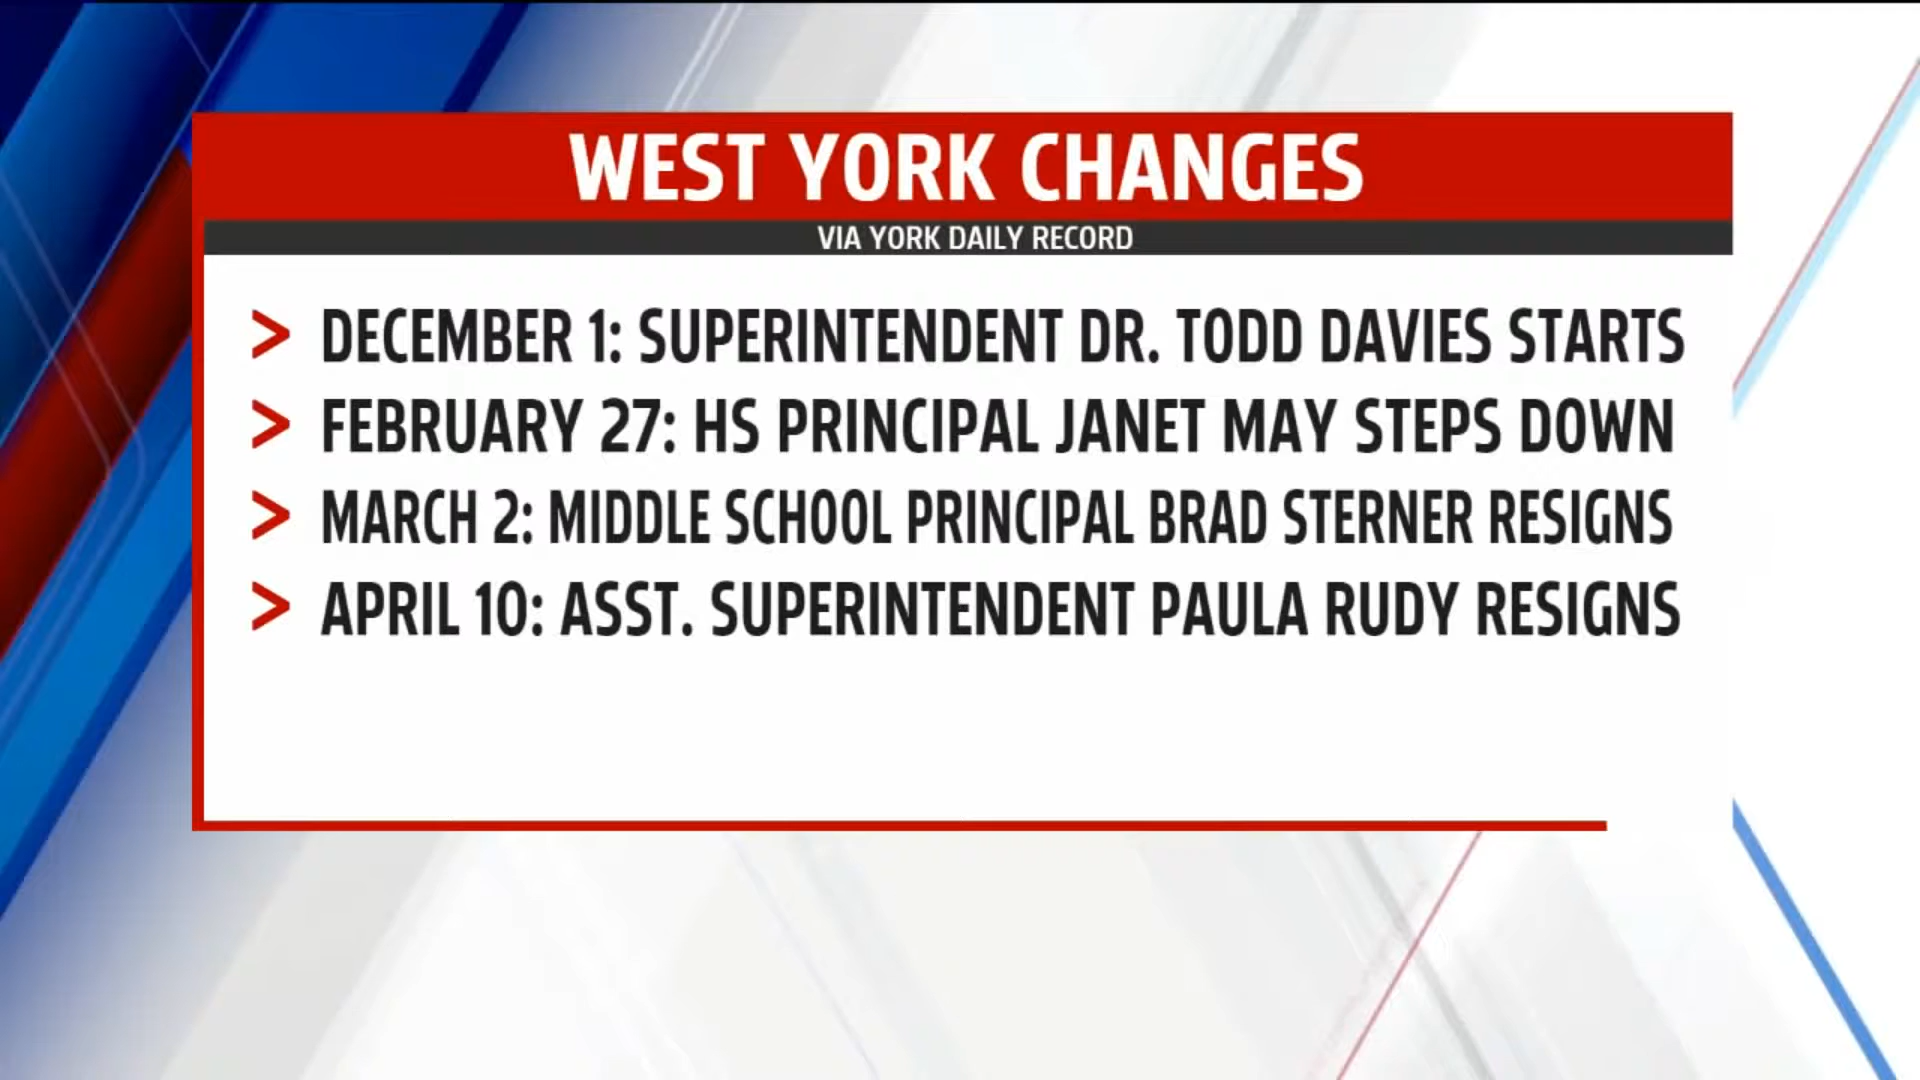 WEST YORK CHANGES
VIA YORK DAILY RECORD
> DECEMBER 1: SUPERINTENDENT DR. TODD DAVIES STARTS
> FEBRUARY 27: HS PRINCIPAL JANET MAY STEPS DOWN
> MARCH 2: MIDDLE SCHOOL PRINCIPAL BRAD STERNER RESIGNS
> APRIL 10: ASST. SUPERINTENDENT PAULA RUDY RESIGNS